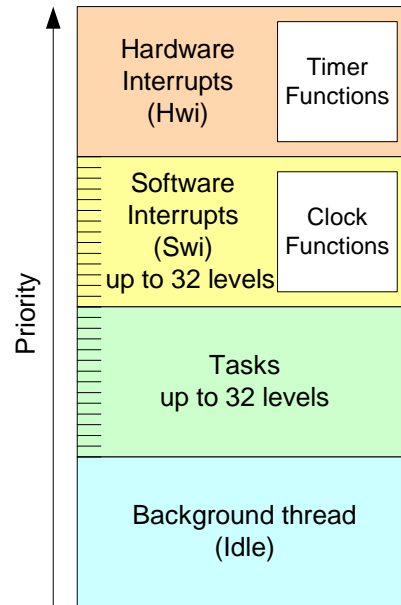 Priority
Hardware
Interrupts
(Hwi)
Timer
Functions
Software
Interrupts
(Swi)
up to 32 levels
Clock
Functions
Tasks
up to 32 levels
Background thread
(Idle)